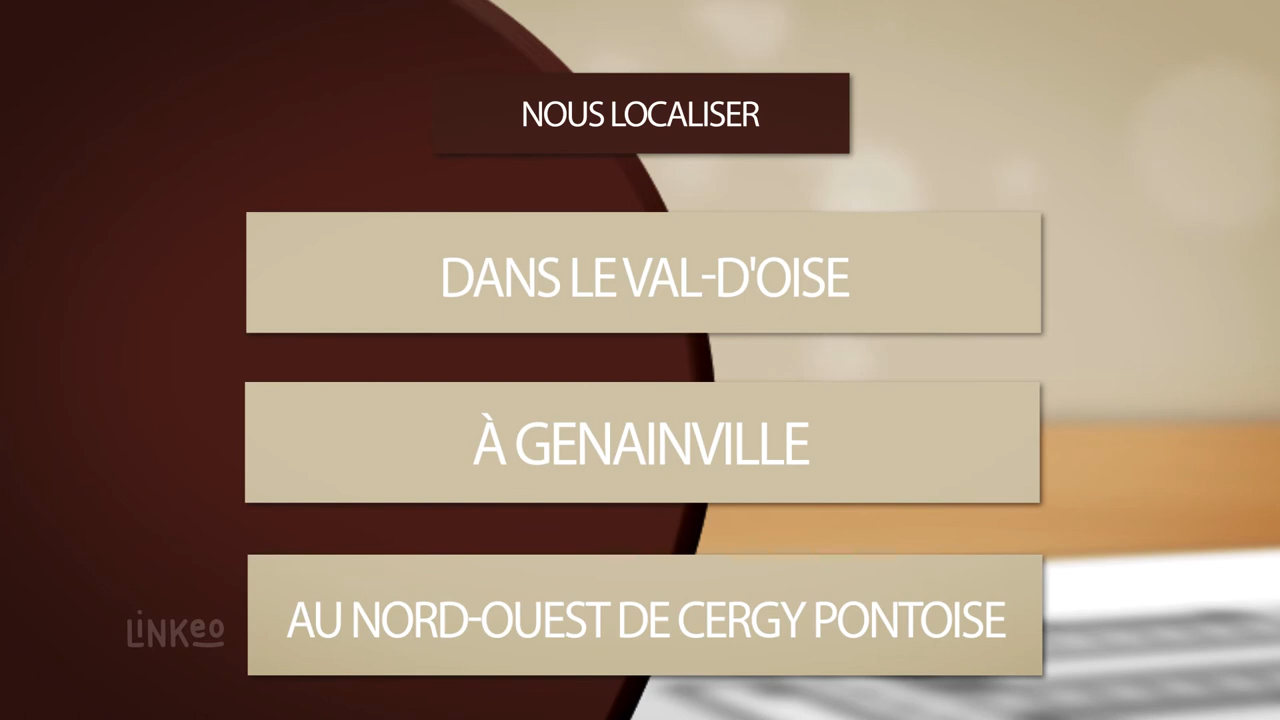 NOUS LOCALISER
DANS LE VAL-D'OISE
À GENAINVILLE
AU NORD-OUEST DE CERGY PONTOISE
LINKeo